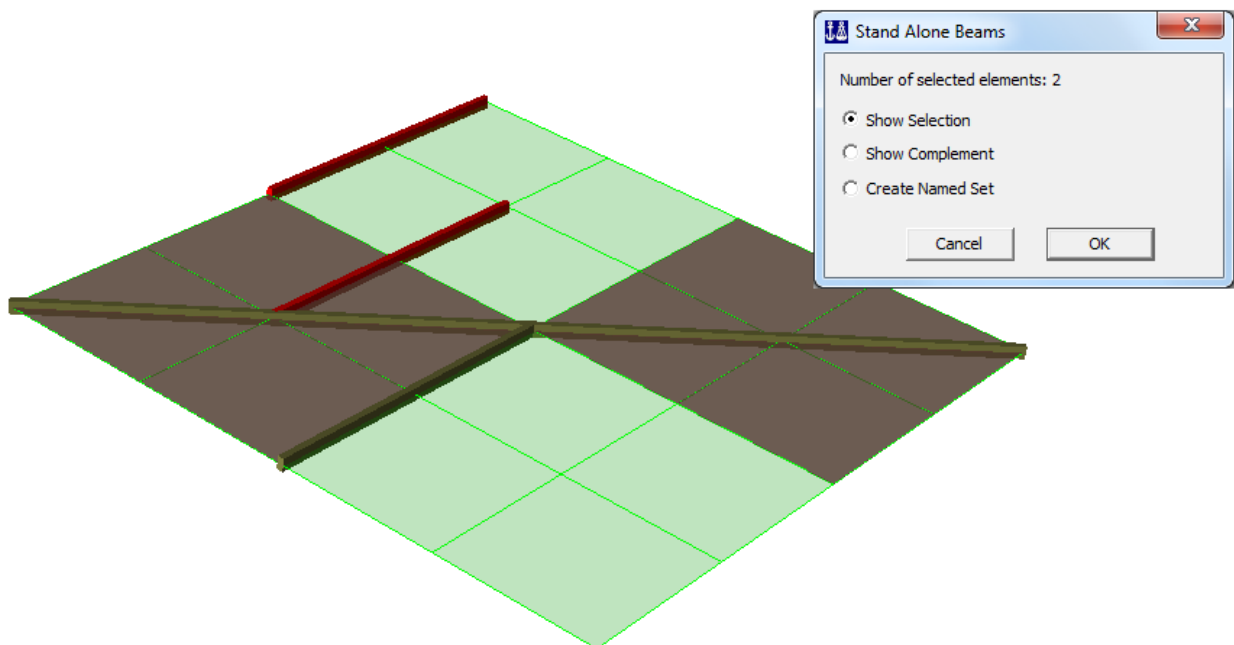 Stand Alone Beams
Number of selected elements: 2
Show Selection
Show Complement
Create Named Set
Cancel OK